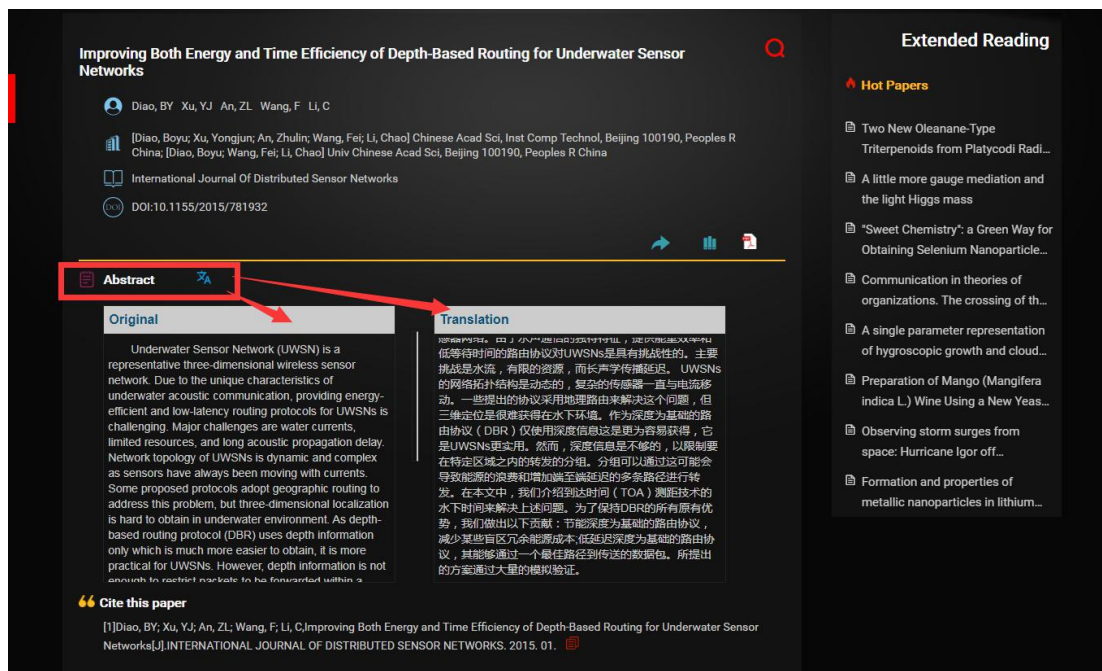 Improving Both Energy and Time Efficiency of Depth-Based Routing for Underwater Sensor
Networks
Diao, BY Xu, YJ An, ZL Wang, F Li, C
[Diao, Boyu; Xu, Yongjun; An, Zhulin; Wang, Fei; Li, Chao] Chinese Acad Sci, Inst Comp Technol, Beijing 100190, Peoples R
China; [Diao, Boyu; Wang, Fei; Li, Chao] Univ Chinese Acad Sci, Beijing 100190, Peoples R China
International Journal Of Distributed Sensor Networks
DOI
DOI:10.1155/2015/781932
Abstract
Original
Underwater Sensor Network (UWSN) is a
representative three-dimensional wireless sensor
network. Due to the unique characteristics of
underwater acoustic communication, providing energy-
efficient and low-latency routing protocols for UWSNs is
challenging. Major challenges are water currents,
limited resources, and long acoustic propagation delay.
Network topology of UWSNs is dynamic and complex
as sensors have always been moving with currents.
Some proposed protocols adopt geographic routing to
address this problem, but three-dimensional localization
is hard to obtain in underwater environment. As depth-
based routing protocol (DBR) uses depth information
only which is much more easier to obtain, it is more
practical for UWSNs. However, depth information is not
enough to restrict packets to be forwarded within a
Translation
感器网络。由于水声通信的独特特征，提供能量效率和
低等待时间的路由协议对UWSNs是具有挑战性的。主要
挑战是水流，有限的资源，而长声学传播延迟。 UWSNs
的网络拓扑结构是动态的，复杂的传感器一直与电流移
动。一些提出的协议采用地理路由来解决这个问题，但
三维定位是很难获得在水下环境。作为深度为基础的路
由协议（DBR）仅使用深度信息这是更为容易获得，它
是UWSNs更实用。然而，深度信息是不够的，以限制要
在特定区域之内的转发的分组。分组可以通过这可能会
导致能源的浪费和增加端至端延迟的多条路径进行转
发。在本文中，我们介绍到达时间（TOA）测距技术的
水下时间来解决上述问题。为了保持DBR的所有原有优
势，我们做出以下贡献：节能深度为基础的路由协议，
减少某些盲区冗余能源成本;低延迟深度为基础的路由协
议，其能够通过一个最佳路径到传送的数据包。所提出
的方案通过大量的模拟验证。
Cite this paper
[1]Diao, BY; Xu, YJ; An, ZL; Wang, F; Li, C,Improving Both Energy and Time Efficiency of Depth-Based Routing for Underwater Sensor
Networks[J].INTERNATIONAL JOURNAL OF DISTRIBUTED SENSOR NETWORKS. 2015. 01.
Extended Reading
Hot Papers
Two New Oleanane-Type
Triterpenoids from Platycodi Radi...
A little more gauge mediation and
the light Higgs mass
"Sweet Chemistry": a Green Way for
Obtaining Selenium Nanoparticle...
Communication in theories of
organizations. The crossing of th...
A single parameter representation
of hygroscopic growth and cloud...
Preparation of Mango (Mangifera
indica L.) Wine Using a New Yeas...
Observing storm surges from
space: Hurricane Igor off...
Formation and properties of
metallic nanoparticles in lithium...